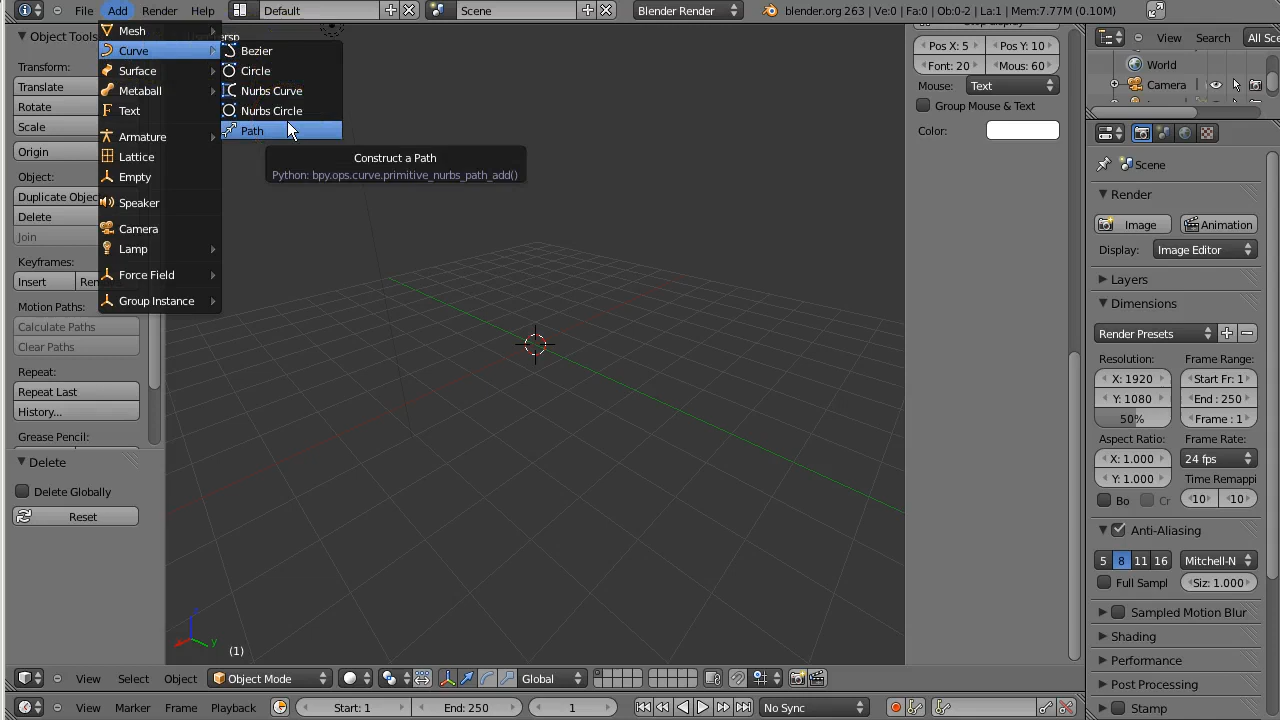 File Add Render Help Default Scene Blender Render blender.org 263 | Ve:0 | Fa:0 | Ob:0-2 | La:1 | Mem:7.77M (0.10M)
Object Tools
Transform:
Translate
Rotate
Scale
Origin
Object:
Duplicate Objec
Delete
Join
Keyframes:
Insert
Motion Paths:
Calculate Paths
Clear Paths
Repeat:
Repeat Last
History...
Grease Pencil:
Delete
Delete Globally
Reset
Mesh
Curve
Surface
Metaball
Text
Armature
Lattice
Empty
Speaker
Camera
Lamp
Force Field
Group Instance
Bezier
Circle
Nurbs Curve
Nurbs Circle
Path
Construct a Path
Python: bpy.ops.curve.primitive_nurbs_path_add()
z
y
(1)
View Select Object Object Mode Global
Pos X: 5 Pos Y: 10
Font: 20 Mous: 60
Mouse: Text
Group Mouse & Text
Color:
View Search All Sce
World
Camera
Scene
Render
Image Animation
Display: Image Editor
Layers
Dimensions
Render Presets
Resolution: Frame Range:
X: 1920 Start Fr: 1
Y: 1080 End : 250
50% Frame : 1
Aspect Ratio: Frame Rate:
X: 1.000 24 fps
Y: 1.000 Time Remappi
Bo Cr 10 10
Anti-Aliasing
5 8 11 16 Mitchell-N
Full Sampl Siz: 1.000
Sampled Motion Blur
Shading
Performance
Post Processing
Stamp
View Marker Frame Playback Start: 1 End: 250 1 No Sync